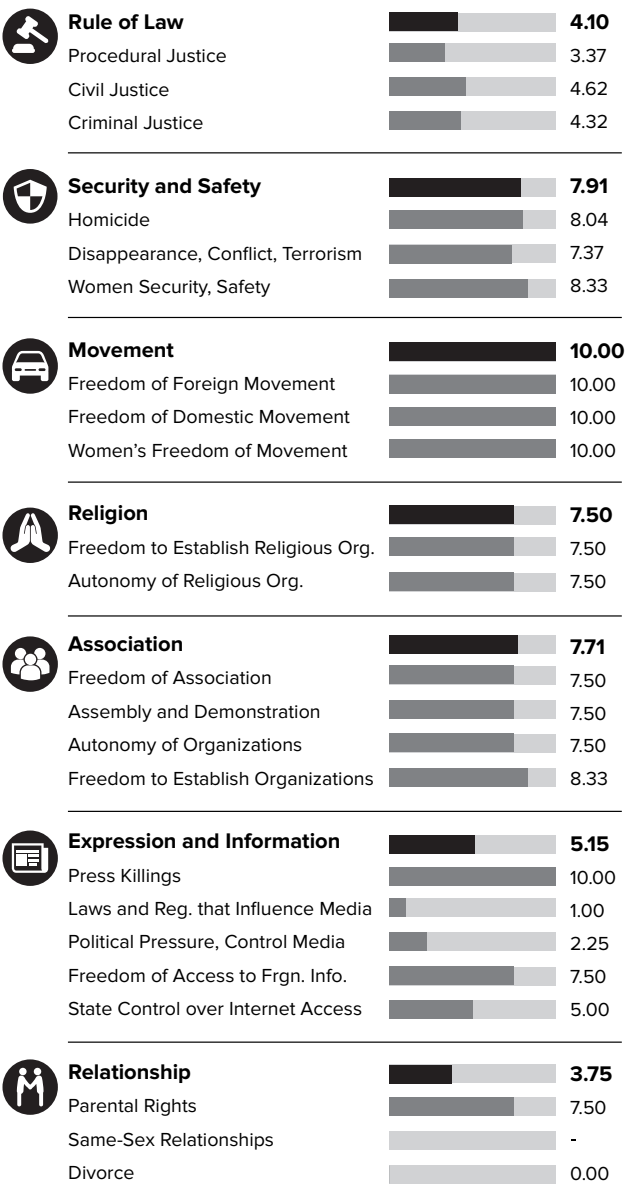 Rule of Law 4.10
Procedural Justice 3.37
Civil Justice 4.62
Criminal Justice 4.32
Security and Safety 7.91
Homicide 8.04
Disappearance, Conflict, Terrorism 7.37
Women Security, Safety 8.33
Movement 10.00
Freedom of Foreign Movement 10.00
Freedom of Domestic Movement 10.00
Women's Freedom of Movement 10.00
Religion 7.50
Freedom to Establish Religious Org. 7.50
Autonomy of Religious Org. 7.50
Association 7.71
Freedom of Association 7.50
Assembly and Demonstration 7.50
Autonomy of Organizations 7.50
Freedom to Establish Organizations 8.33
Expression and Information 5.15
Press Killings 10.00
Laws and Reg. that Influence Media 1.00
Political Pressure, Control Media 2.25
Freedom of Access to Frgn. Info. 7.50
State Control over Internet Access 5.00
Relationship 3.75
Parental Rights 7.50
Same-Sex Relationships -
Divorce 0.00